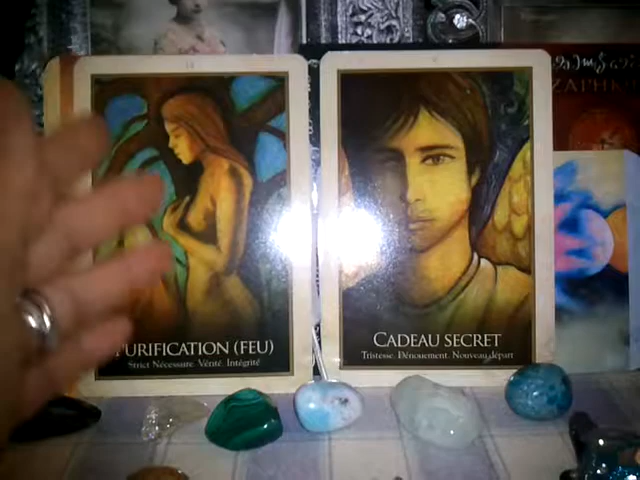 PURIFICATION (FEU)
Strict Nécessaire. Vérité. Intégrité
CADEAU SECRET
Tristesse. Dénouement. Nouveau départ